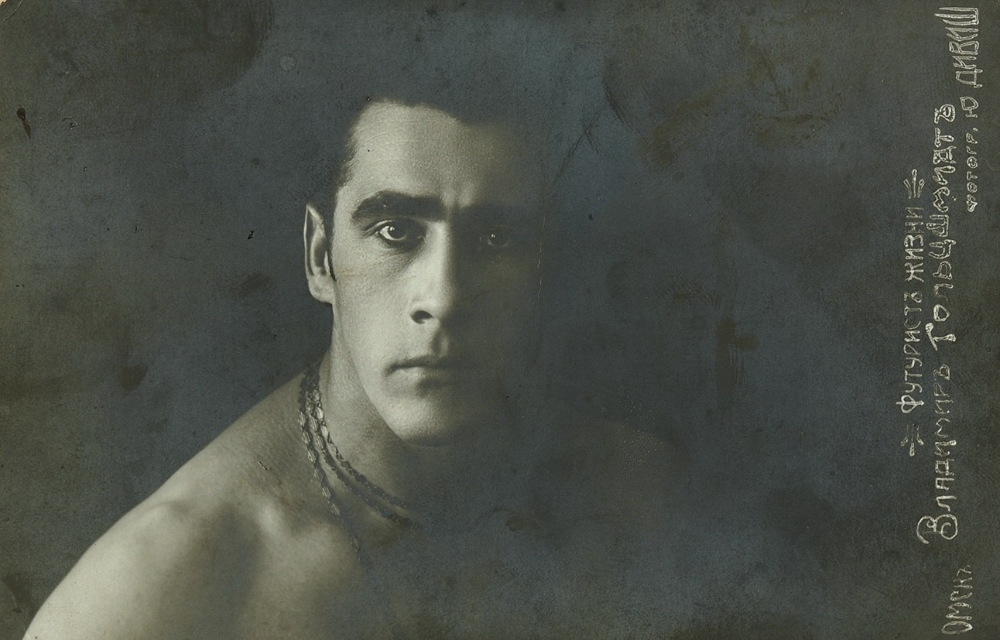 футуристъ жизни
Владимиръ Гольцшмидтъ
Омскъ фотогр. Ю Дивиш